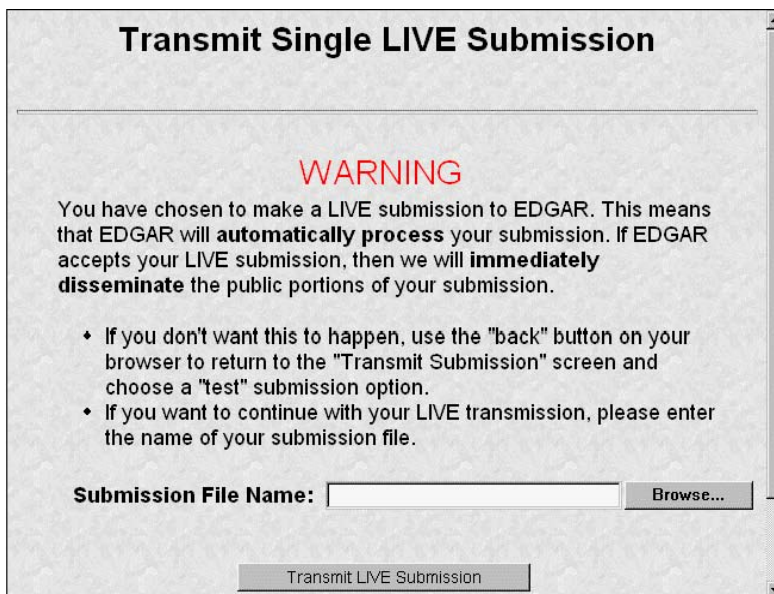 Transmit Single LIVE Submission
WARNING
You have chosen to make a LIVE submission to EDGAR. This means
that EDGAR will automatically process your submission. If EDGAR
accepts your LIVE submission, then we will immediately
disseminate the public portions of your submission.
If you don't want this to happen, use the "back" button on your
browser to return to the "Transmit Submission" screen and
choose a "test" submission option.
If you want to continue with your LIVE transmission, please enter
the name of your submission file.
Submission File Name: Browse...
Transmit LIVE Submission